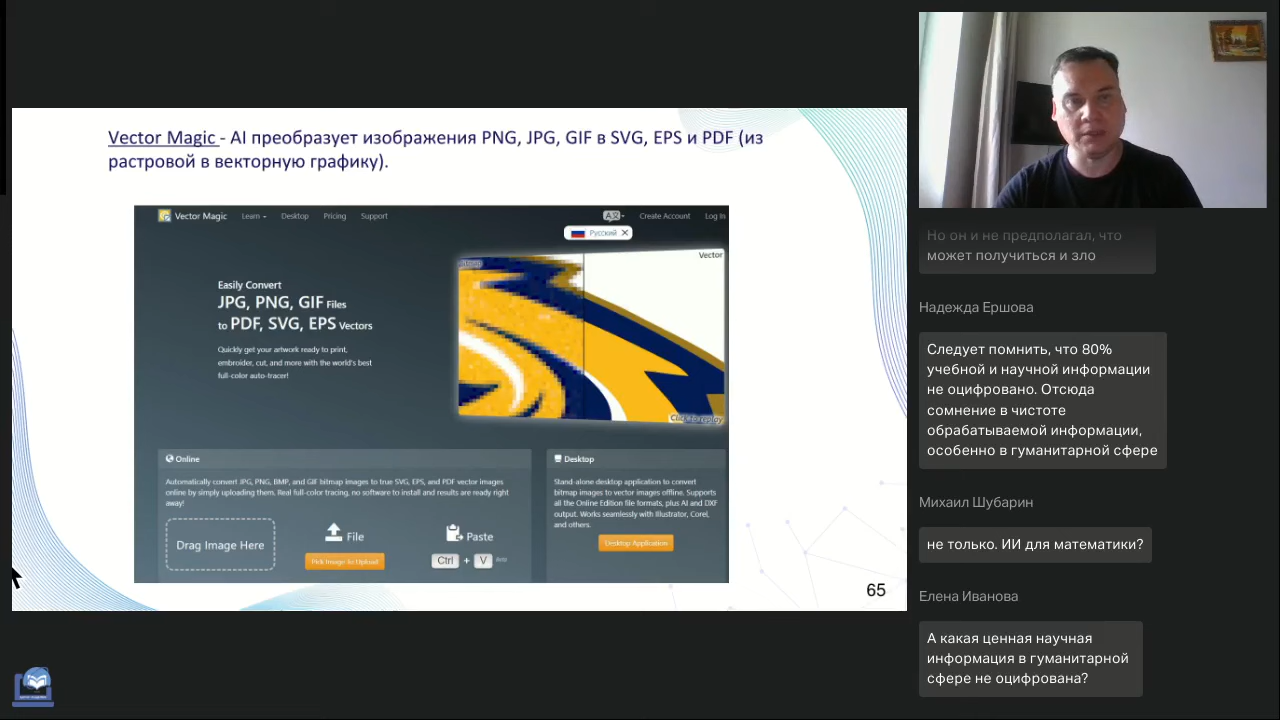 Vector Magic - AI преобразует изображения PNG, JPG, GIF в SVG, EPS и PDF (из
растровой в векторную графику).
Vector Magic Learn Desktop Pricing Support Create Account Log In
Русский
Vector
Easily Convert
JPG, PNG, GIF Files
to PDF, SVG, EPS Vectors
Quickly get your artwork ready to print,
embroider, cut, and more with the world's best
full-color auto-tracer!
Click to replay
Online
Automatically convert JPG, PNG, BMP, and GIF bitmap images to true SVG, EPS, and PDF vector images
online by simply uploading them. Real full-color tracing, no software to install and results are ready right
away!
Drag Image Here
File
Pick Image To Upload
Paste
Ctrl + V
Desktop
Stand-alone desktop application to convert
bitmap images to vector images offline. Supports
all the Online Edition file formats, plus AI and DXF
output. Works seamlessly with Illustrator, Corel,
and others.
Desktop Application
65
Но он и не предполагал, что
может получиться и зло
Надежда Ершова
Следует помнить, что 80%
учебной и научной информации
не оцифровано. Отсюда
сомнение в чистоте
обрабатываемой информации,
особенно в гуманитарной сфере
Михаил Шубарин
не только. ИИ для математики?
Елена Иванова
А какая ценная научная
информация в гуманитарной
сфере не оцифрована?